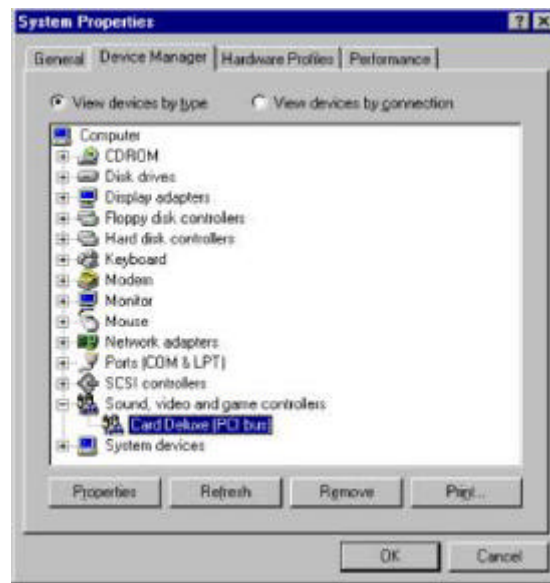 System Properties
General Device Manager Hardware Profiles Performance
View devices by type View devices by connection
Computer
CDROM
Disk drives
Display adapters
Floppy disk controllers
Hard disk controllers
Keyboard
Modem
Monitor
Mouse
Network adapters
Ports (COM & LPT)
SCSI controllers
Sound, video and game controllers
Card Deluxe (PCI bus)
System devices
Properties Refresh Remove Print...
OK Cancel